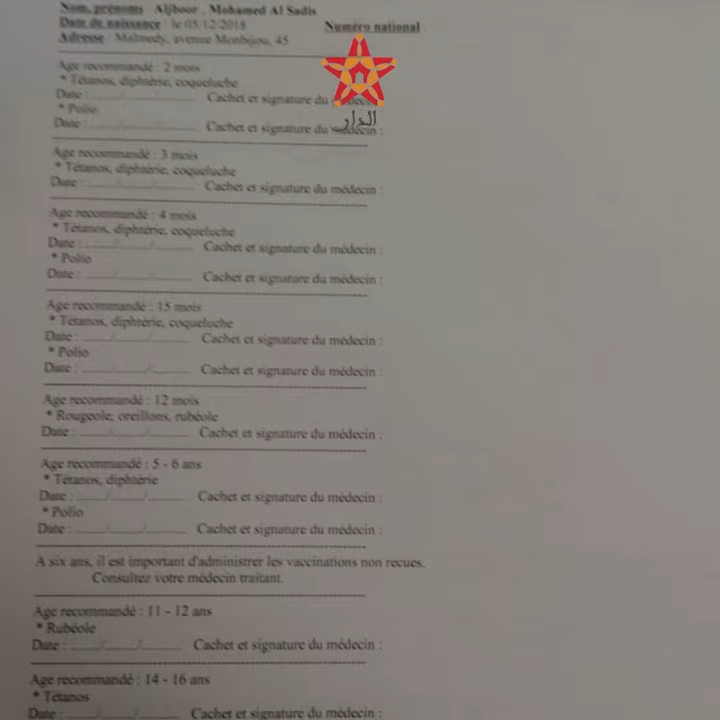 Nom, prénoms Aljboor , Mohamed Al Sadis
Date de naissance : le 05/12/2018 Numéro national :
Adresse : Malmedy, avenue Monbijou, 45
Age recommandé : 2 mois
* Tétanos, diphtérie, coqueluche
Date : ....../....../...... Cachet et signature du médecin
* Polio
Date : ....../....../...... Cachet et signature du médecin :
الدار
Age recommandé : 3 mois
* Tétanos, diphtérie, coqueluche
Date : ....../....../...... Cachet et signature du médecin :
Age recommandé : 4 mois
* Tétanos, diphtérie, coqueluche
Date : ....../....../...... Cachet et signature du médecin :
* Polio
Date : ....../....../...... Cachet et signature du médecin :
Age recommandé : 15 mois
* Tétanos, diphtérie, coqueluche
Date : ....../....../...... Cachet et signature du médecin :
* Polio
Date : ....../....../...... Cachet et signature du médecin :
Age recommandé : 12 mois
* Rougeole, oreillons, rubéole
Date : ....../....../...... Cachet et signature du médecin :
Age recommandé : 5 - 6 ans
* Tétanos, diphtérie
Date : ....../....../...... Cachet et signature du médecin :
* Polio
Date : ....../....../...... Cachet et signature du médecin :
A six ans, il est important d'administrer les vaccinations non recues.
Consultez votre médecin traitant.
Age recommandé : 11 - 12 ans
* Rubéole
Date : ....../....../...... Cachet et signature du médecin :
Age recommandé : 14 - 16 ans
* Tétanos
Date : ....../....../...... Cachet et signature du médecin :